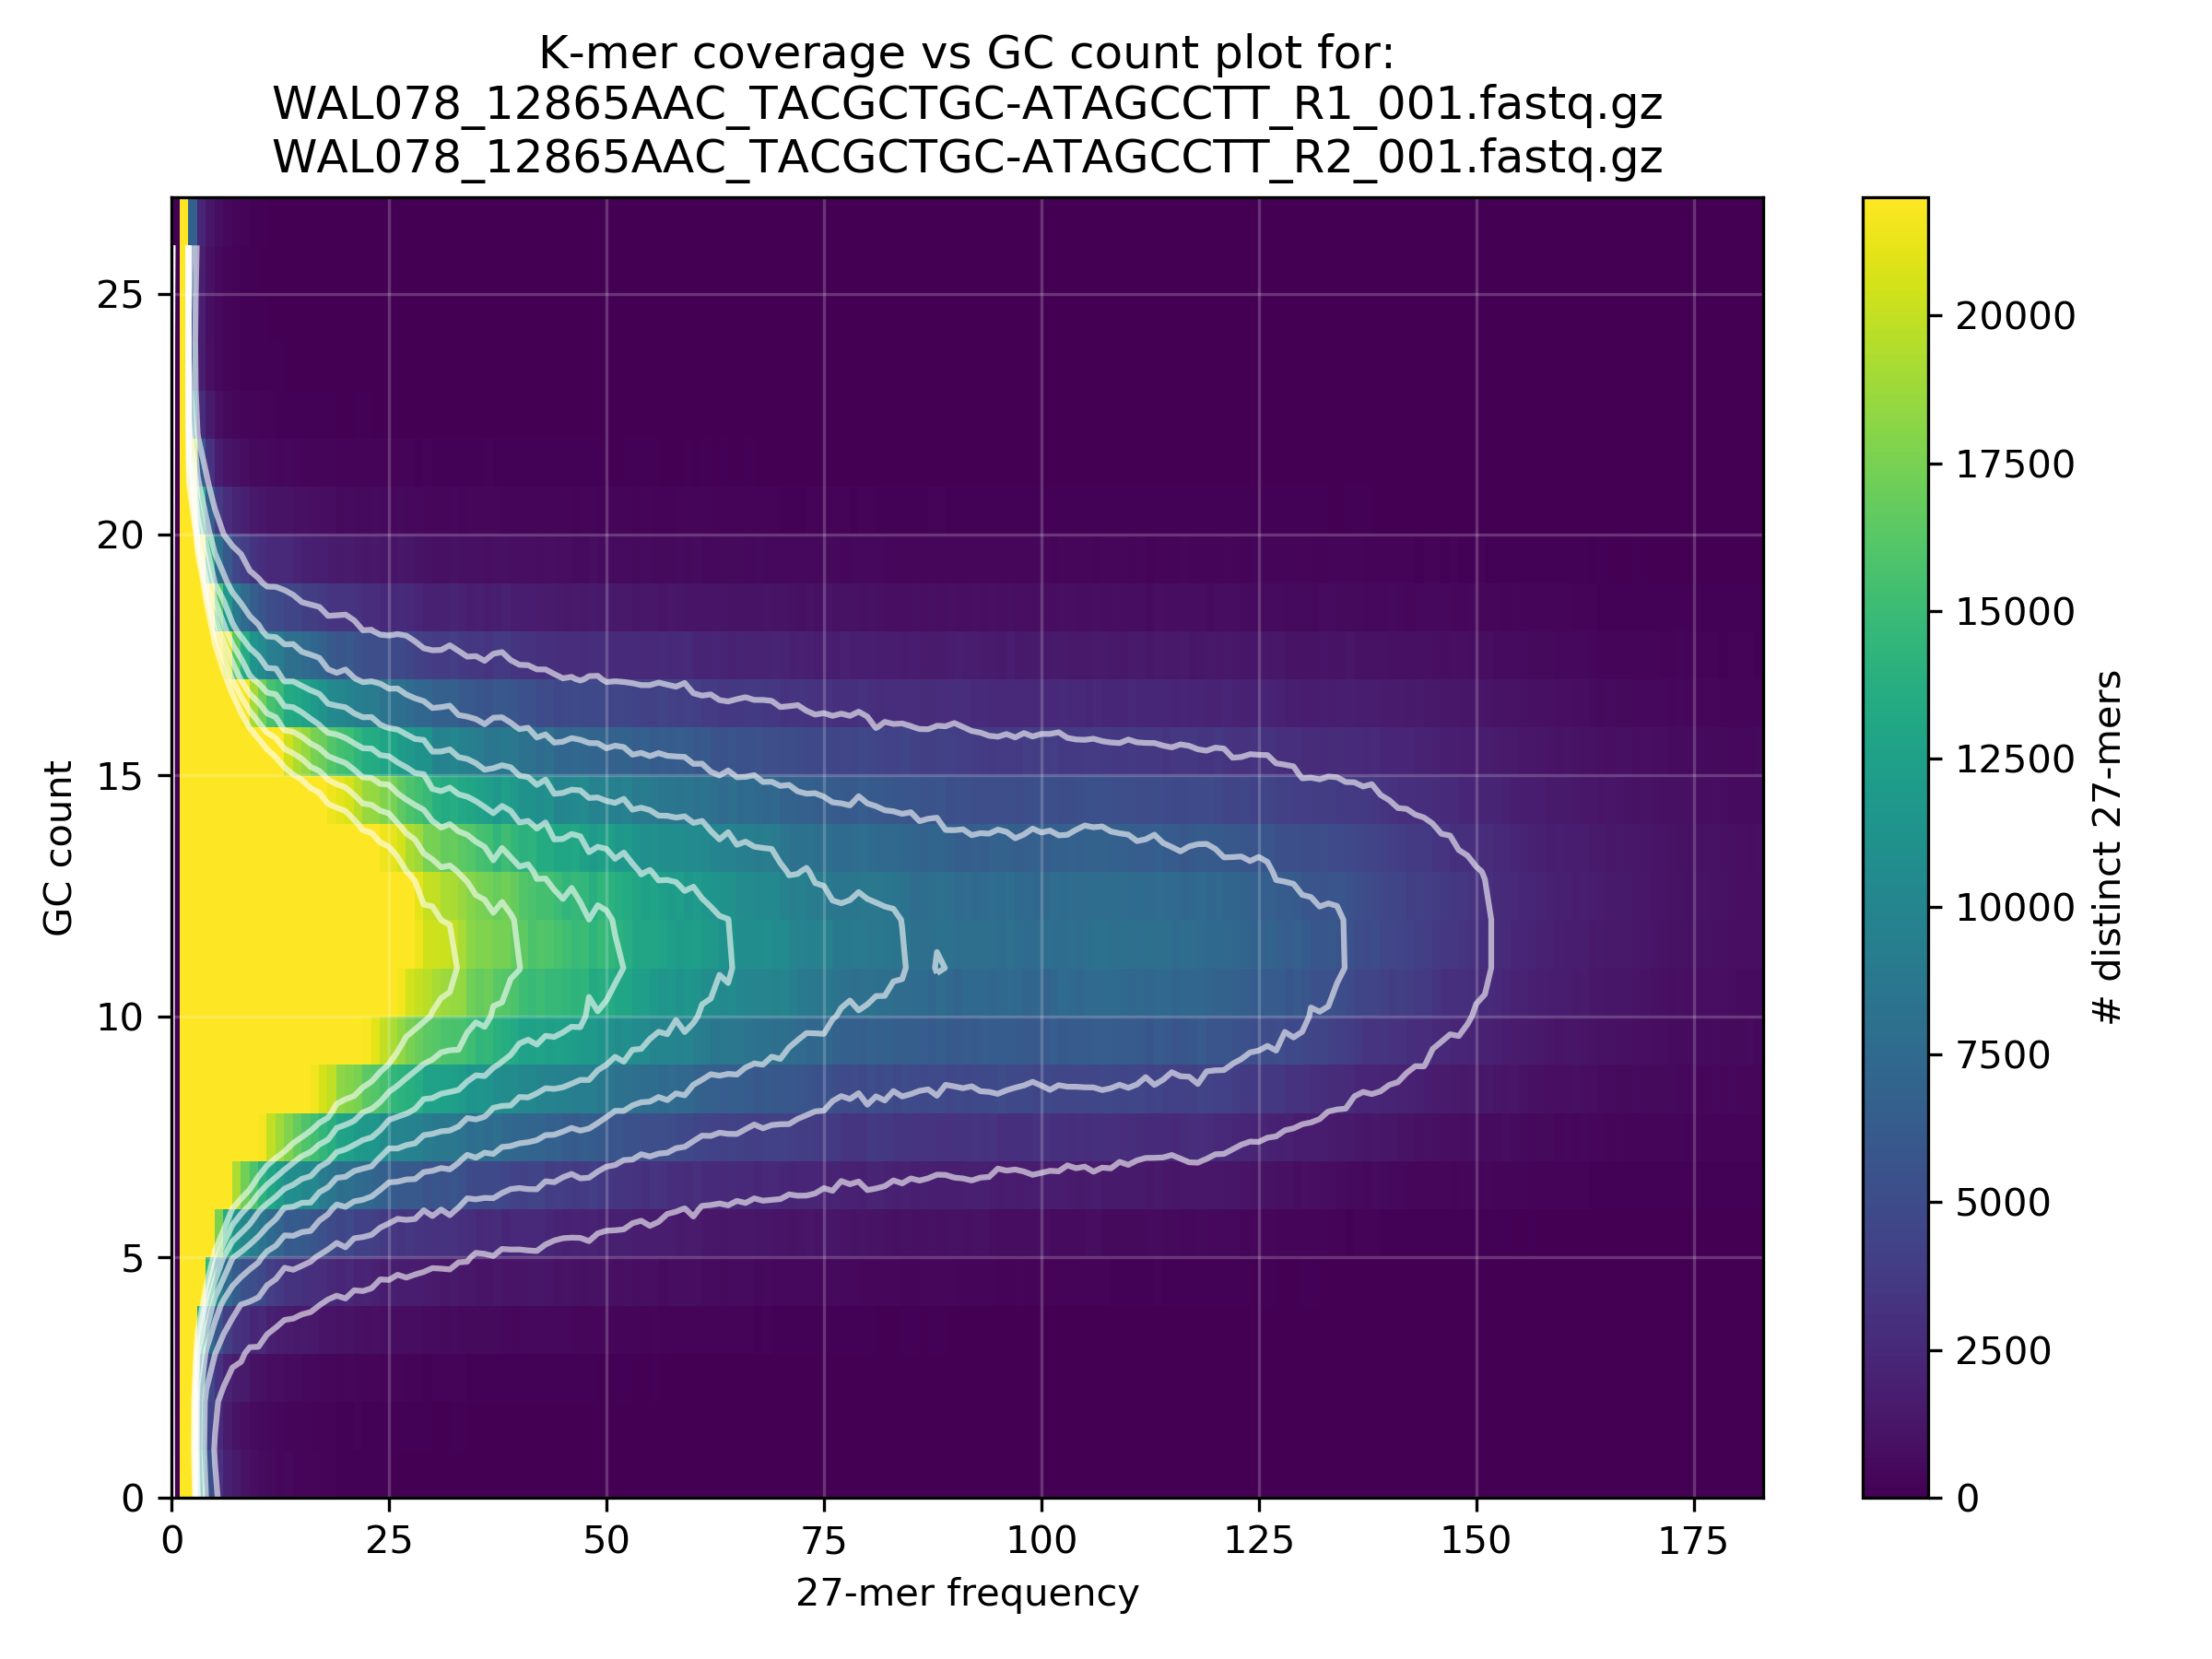 K-mer coverage vs GC count plot for:
WAL078_12865AAC_TACGCTGC-ATAGCCTT_R1_001.fastq.gz
WAL078_12865AAC_TACGCTGC-ATAGCCTT_R2_001.fastq.gz
GC count
25
20
15
10
5
0
0 25 50 75 100 125 150 175
27-mer frequency
20000
17500
15000
12500
10000
7500
5000
2500
0
# distinct 27-mers